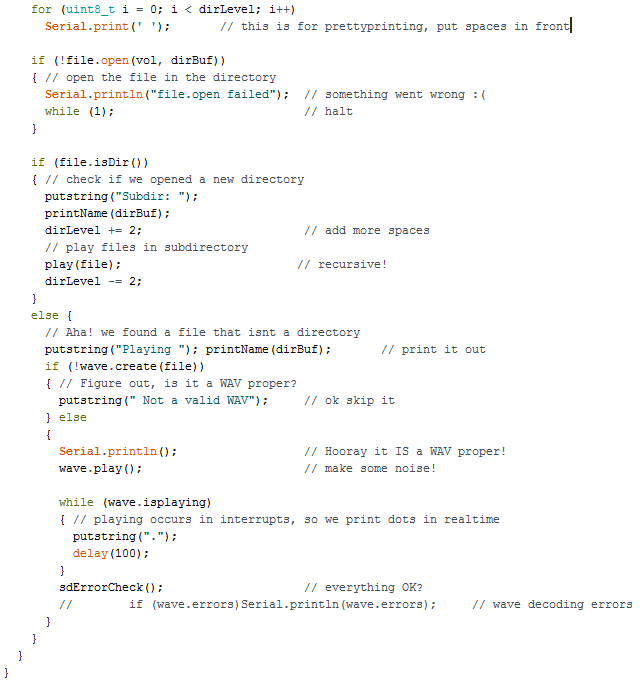 for (uint8_t i = 0; i < dirLevel; i++)
Serial.print(' ');       // this is for prettyprinting, put spaces in front
if (!file.open(vol, dirBuf))
{ // open the file in the directory
Serial.println("file.open failed");  // something went wrong :(
while (1);                           // halt
}
if (file.isDir())
{ // check if we opened a new directory
putstring("Subdir: ");
printName(dirBuf);
dirLevel += 2;                       // add more spaces
// play files in subdirectory
play(file);                         // recursive!
dirLevel -= 2;
}
else {
// Aha! we found a file that isnt a directory
putstring("Playing "); printName(dirBuf);       // print it out
if (!wave.create(file))
{ // Figure out, is it a WAV proper?
putstring(" Not a valid WAV");     // ok skip it
} else
{
Serial.println();                  // Hooray it IS a WAV proper!
wave.play();                       // make some noise!
while (wave.isplaying)
{ // playing occurs in interrupts, so we print dots in realtime
putstring(".");
delay(100);
}
sdErrorCheck();                    // everything OK?
//        if (wave.errors)Serial.println(wave.errors);     // wave decoding errors
}
}
}
}